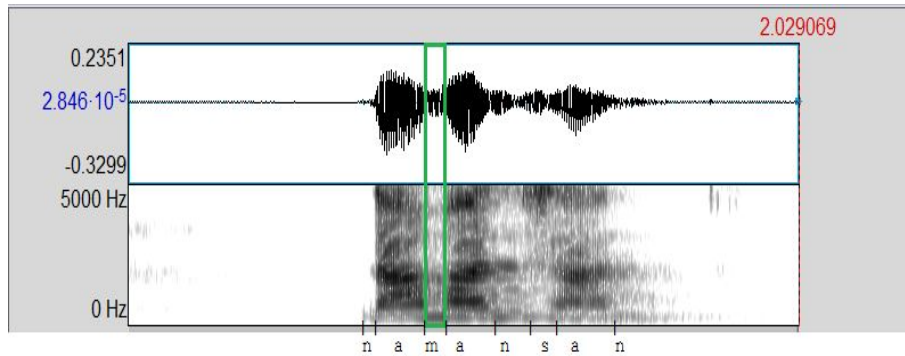 2.029069
0.2351
2.846·10⁻⁵
-0.3299
5000 Hz
0 Hz
n a m a n s a n